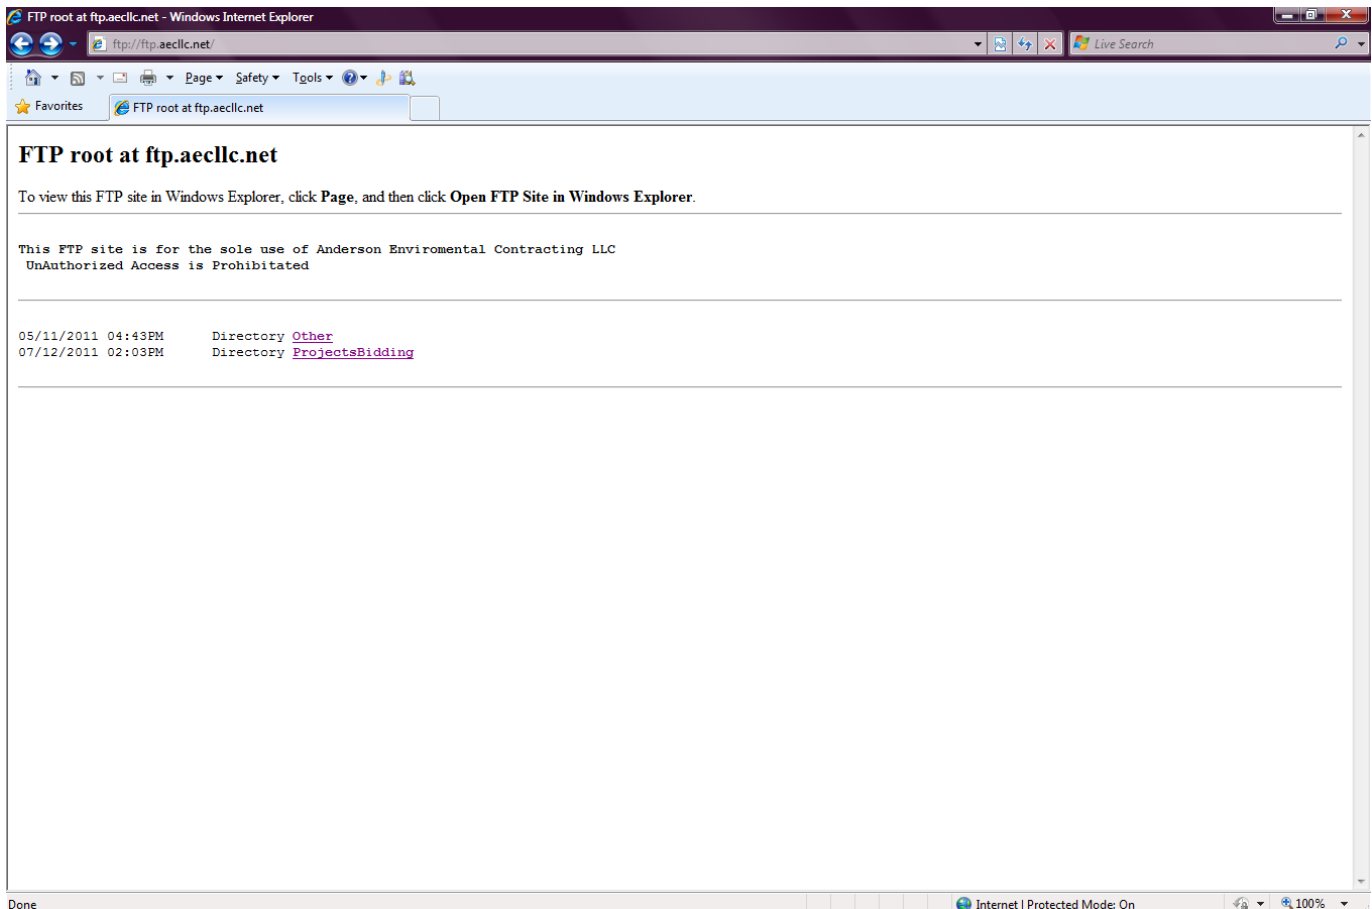 FTP root at ftp.aecllc.net - Windows Internet Explorer
ftp://ftp.aecllc.net/
Live Search
Page Safety Tools
Favorites
FTP root at ftp.aecllc.net
FTP root at ftp.aecllc.net
To view this FTP site in Windows Explorer, click Page, and then click Open FTP Site in Windows Explorer.
This FTP site is for the sole use of Anderson Enviromental Contracting LLC
UnAuthorized Access is Prohibitated
05/11/2011 04:43PM Directory Other
07/12/2011 02:03PM Directory ProjectsBidding
Done
Internet | Protected Mode: On
100%